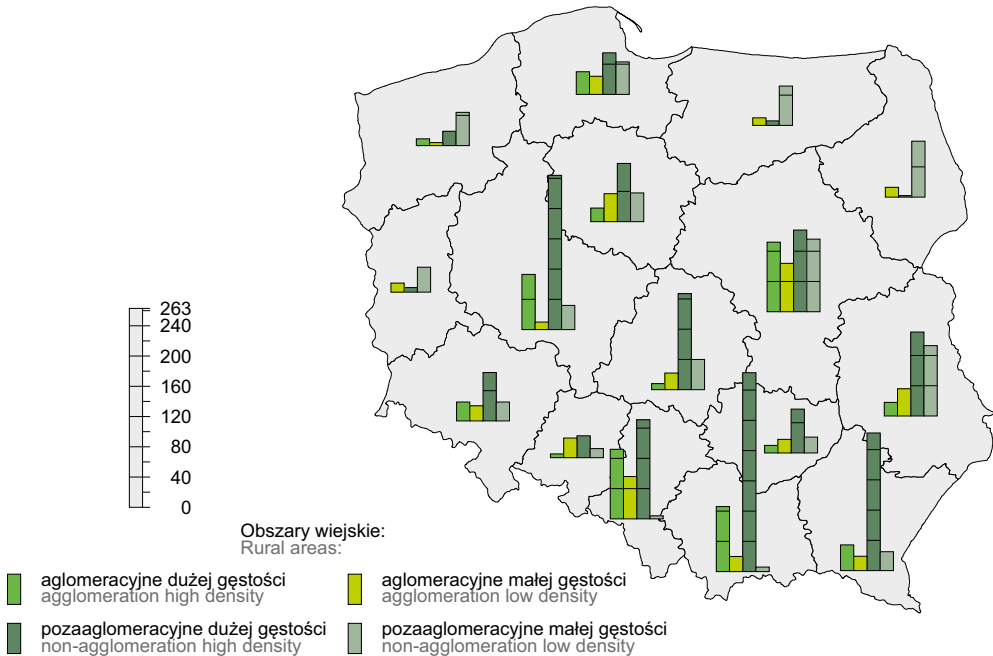 263
240
200
160
120
80
40
0
Obszary wiejskie:
Rural areas:
aglomeracyjne dużej gęstości
agglomeration high density
aglomeracyjne małej gęstości
agglomeration low density
pozaaglomeracyjne dużej gęstości
non-agglomeration high density
pozaaglomeracyjne małej gęstości
non-agglomeration low density